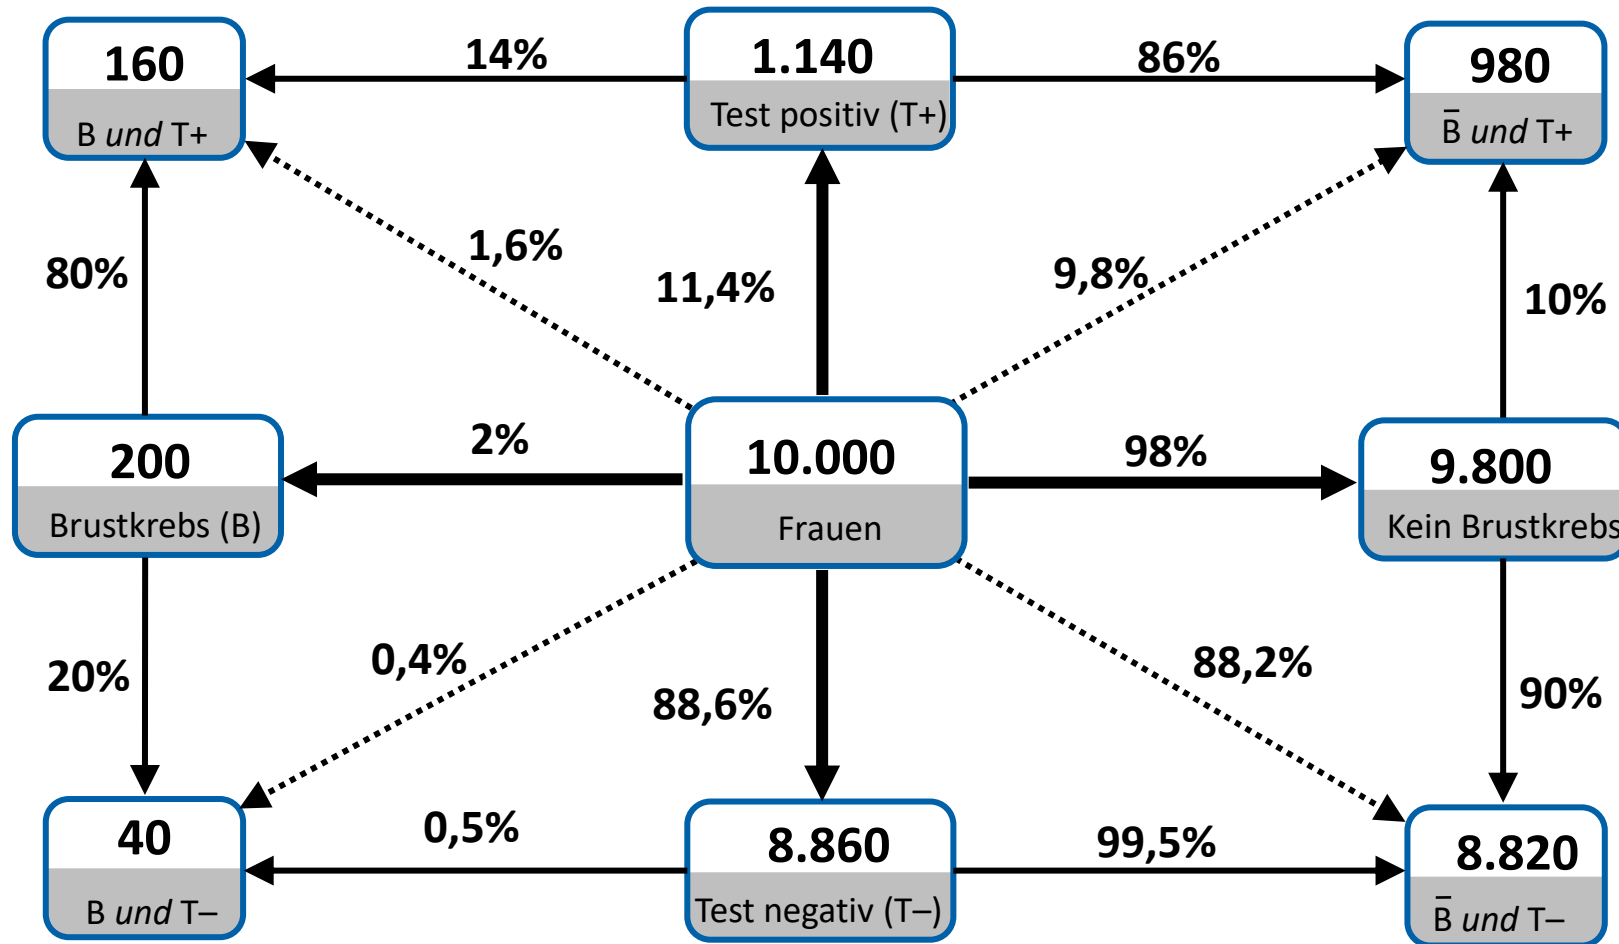 160
B und T+
14%
1.140
Test positiv (T+)
86%
980
B̄ und T+
80%
1,6%
11,4%
9,8%
10%
200
Brustkrebs (B)
2%
10.000
Frauen
98%
9.800
Kein Brustkrebs
20%
0,4%
88,6%
88,2%
90%
40
B und T–
0,5%
8.860
Test negativ (T–)
99,5%
8.820
B̄ und T–